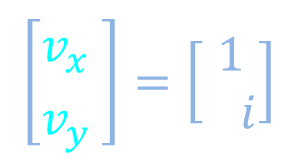 [v_x] = [1]
[v_y] [i]